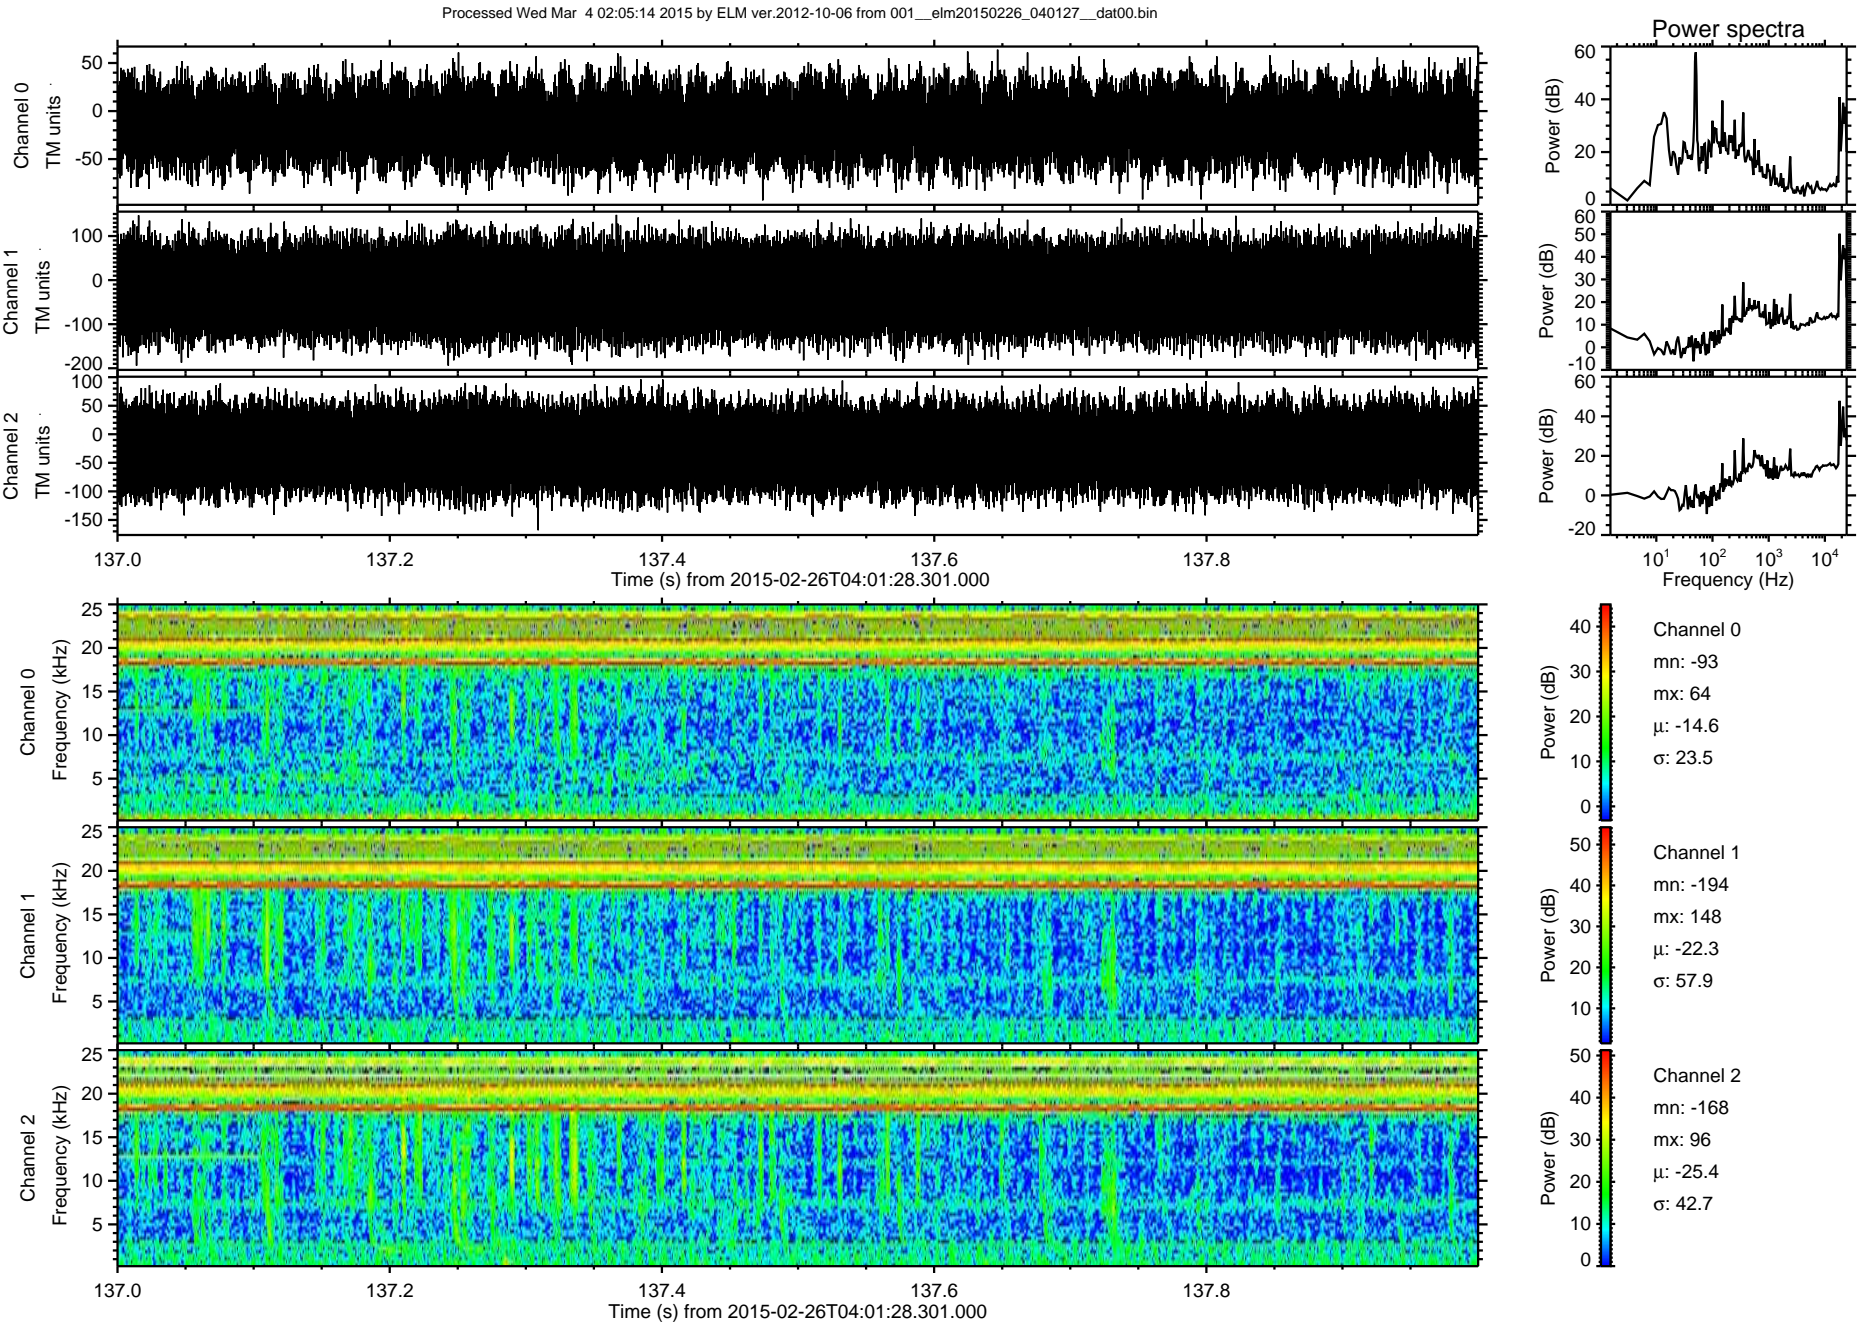 Processed Wed Mar 4 02:05:14 2015 by ELM ver.2012-10-06 from 001__elm20150226_040127__dat00.bin
Power spectra
Channel 0
TM units
50
0
-50
Power (dB)
60
40
20
0
Channel 1
TM units
100
0
-100
-200
Power (dB)
60
50
40
30
20
10
0
-10
Channel 2
TM units
100
50
0
-50
-100
-150
Power (dB)
60
40
20
0
-20
137.0 137.2 137.4 137.6 137.8
Time (s) from 2015-02-26T04:01:28.301.000
10^1 10^2 10^3 10^4
Frequency (Hz)
Channel 0
Frequency (kHz)
25
20
15
10
5
Power (dB)
40
30
20
10
0
Channel 0
mn: -93
mx: 64
μ: -14.6
σ: 23.5
Channel 1
Frequency (kHz)
25
20
15
10
5
Power (dB)
50
40
30
20
10
Channel 1
mn: -194
mx: 148
μ: -22.3
σ: 57.9
Channel 2
Frequency (kHz)
25
20
15
10
5
Power (dB)
50
40
30
20
10
0
Channel 2
mn: -168
mx: 96
μ: -25.4
σ: 42.7
137.0 137.2 137.4 137.6 137.8
Time (s) from 2015-02-26T04:01:28.301.000